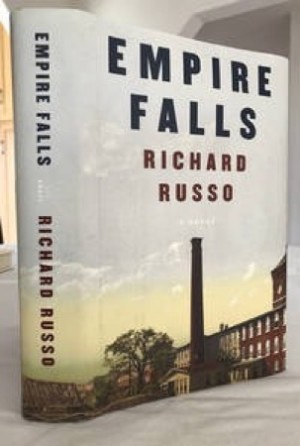 EMPIRE
FALLS
RICHARD
RUSSO
a novel
EMPIRE FALLS
RICHARD RUSSO